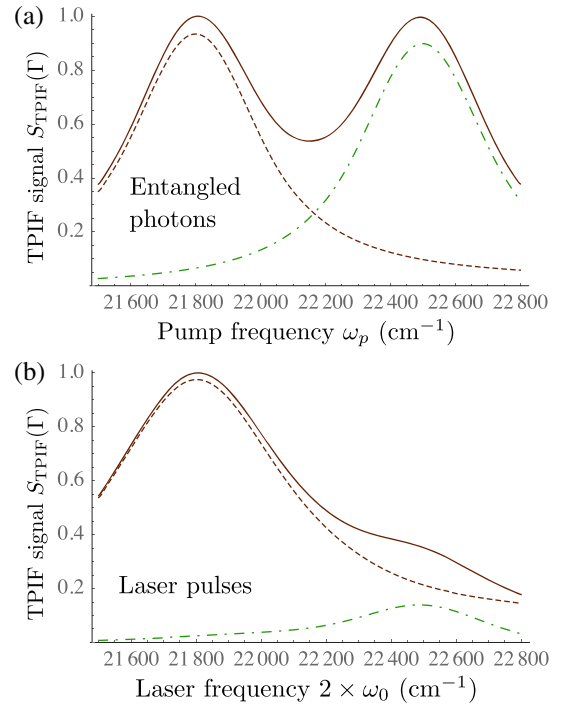 (a)
TPIF signal S_TPIF(Γ)
1.0
0.8
0.6
0.4
0.2
Entangled
photons
21 600 21 800 22 000 22 200 22 400 22 600 22 800
Pump frequency ω_p (cm⁻¹)
(b)
TPIF signal S_TPIF(Γ)
1.0
0.8
0.6
0.4
0.2
Laser pulses
21 600 21 800 22 000 22 200 22 400 22 600 22 800
Laser frequency 2 × ω₀ (cm⁻¹)